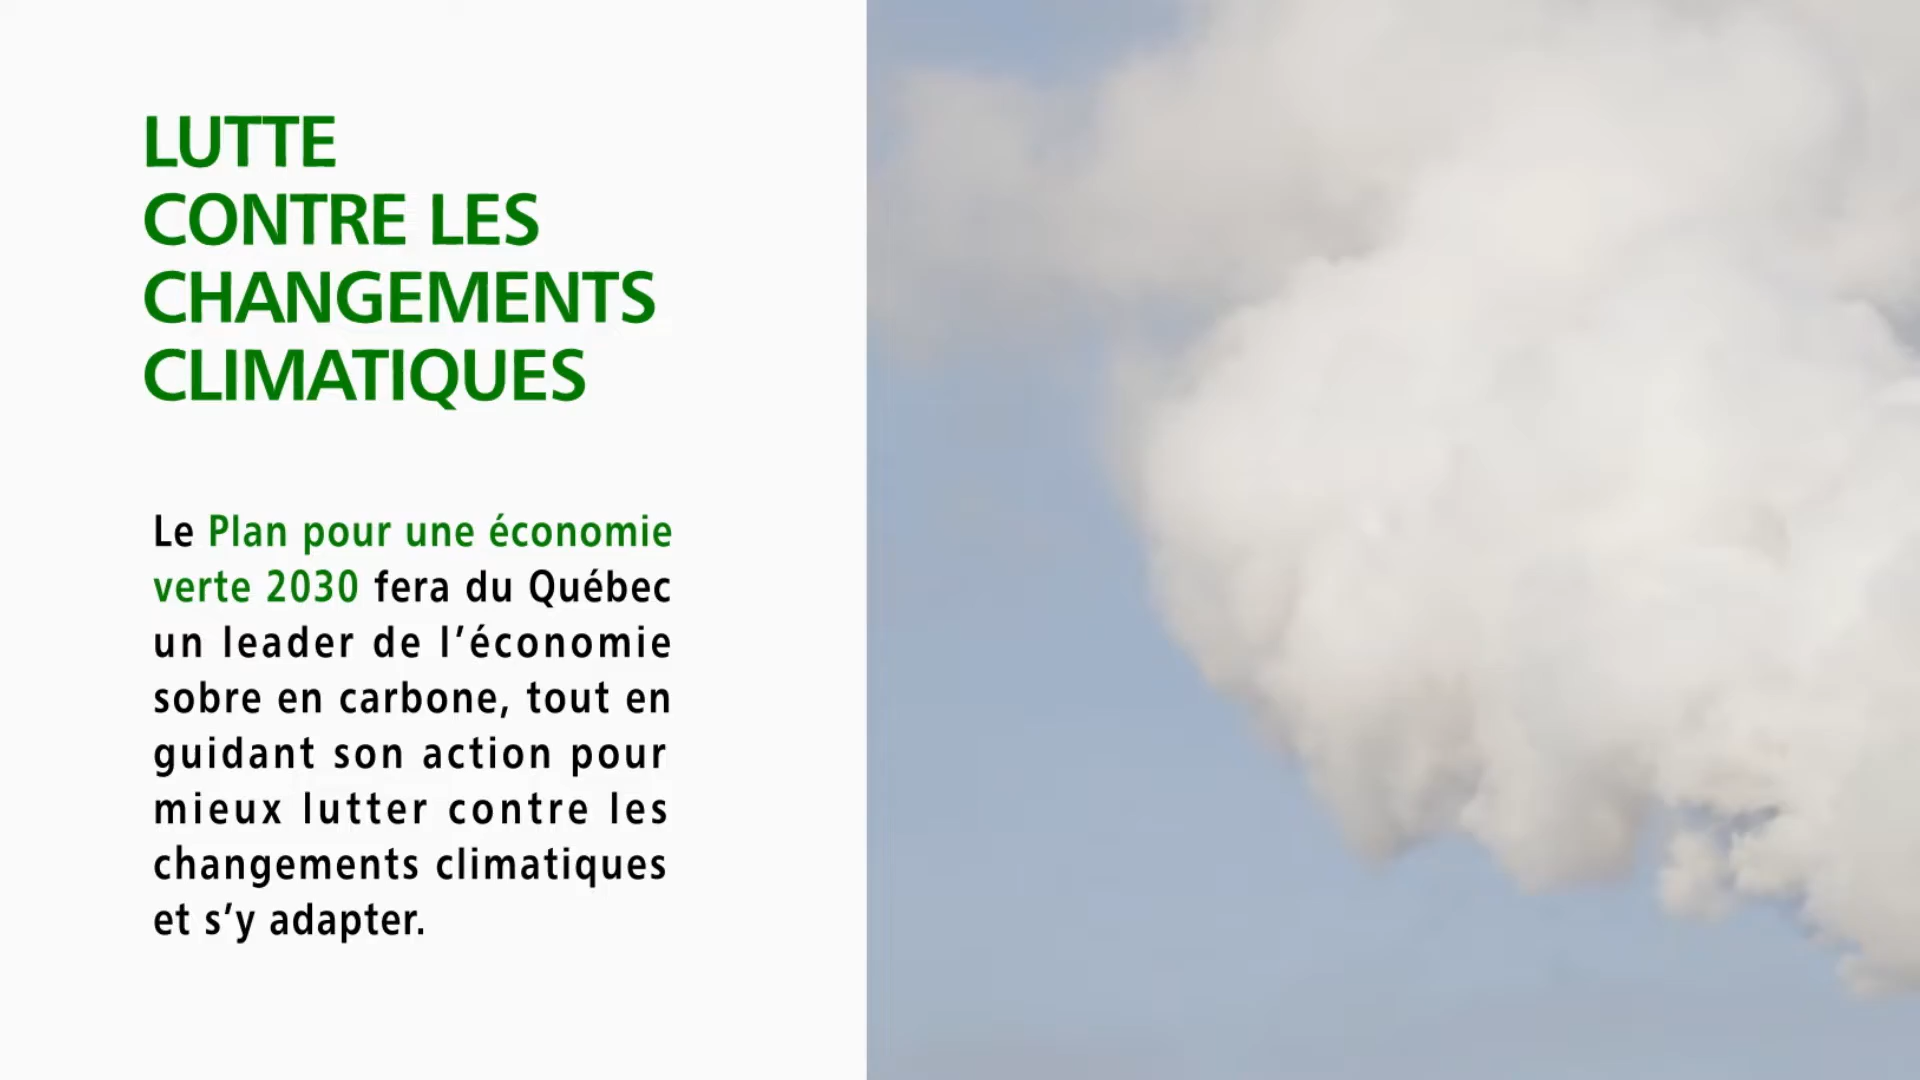 LUTTE
CONTRE LES
CHANGEMENTS
CLIMATIQUES
Le Plan pour une économie
verte 2030 fera du Québec
un leader de l’économie
sobre en carbone, tout en
guidant son action pour
mieux lutter contre les
changements climatiques
et s’y adapter.